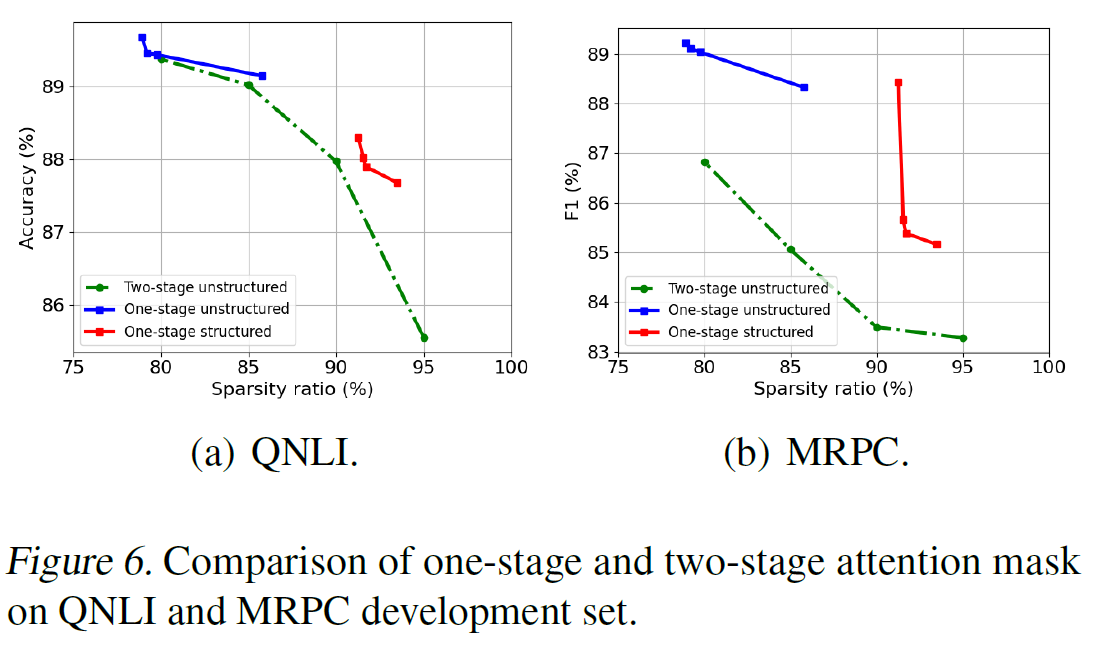 Accuracy (%)
89
88
87
86
Two-stage unstructured
One-stage unstructured
One-stage structured
75 80 85 90 95 100
Sparsity ratio (%)
(a) QNLI.
F1 (%)
89
88
87
86
85
84
83
Two-stage unstructured
One-stage unstructured
One-stage structured
75 80 85 90 95 100
Sparsity ratio (%)
(b) MRPC.
Figure 6. Comparison of one-stage and two-stage attention mask
on QNLI and MRPC development set.